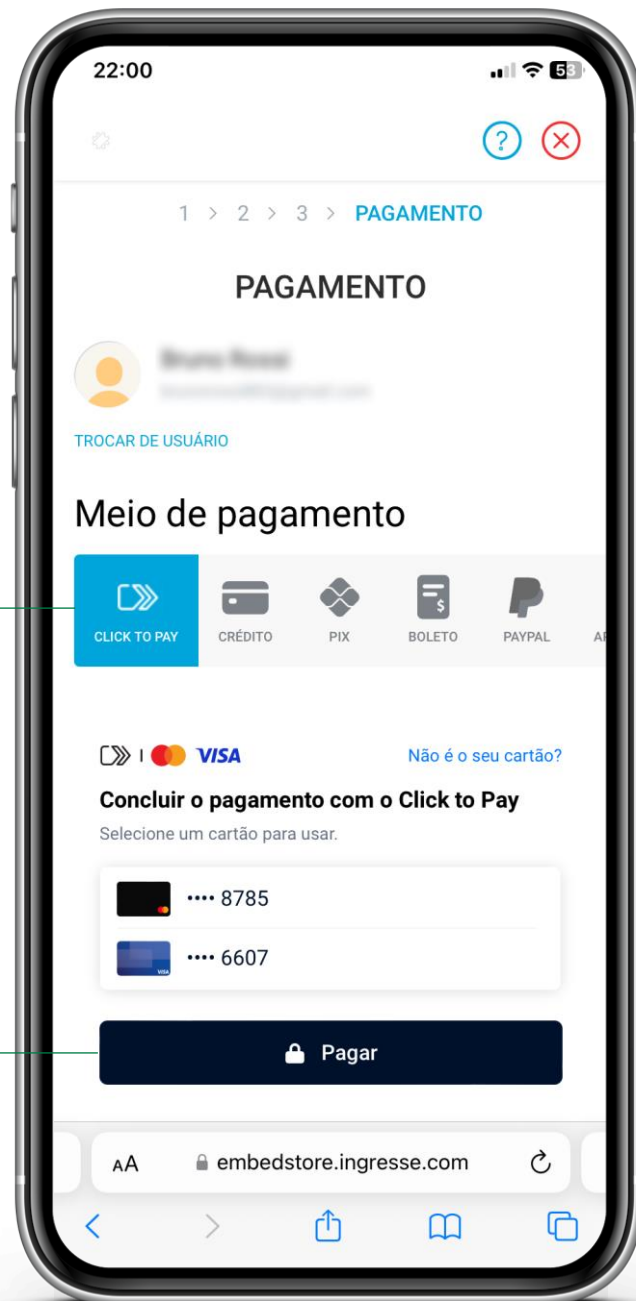 22:00
53
?
1 > 2 > 3 > PAGAMENTO
PAGAMENTO
TROCAR DE USUÁRIO
Meio de pagamento
CLICK TO PAY CRÉDITO PIX BOLETO PAYPAL
VISA Não é o seu cartão?
Concluir o pagamento com o Click to Pay
Selecione um cartão para usar.
•••• 8785
VISA •••• 6607
Pagar
AA embedstore.ingresse.com